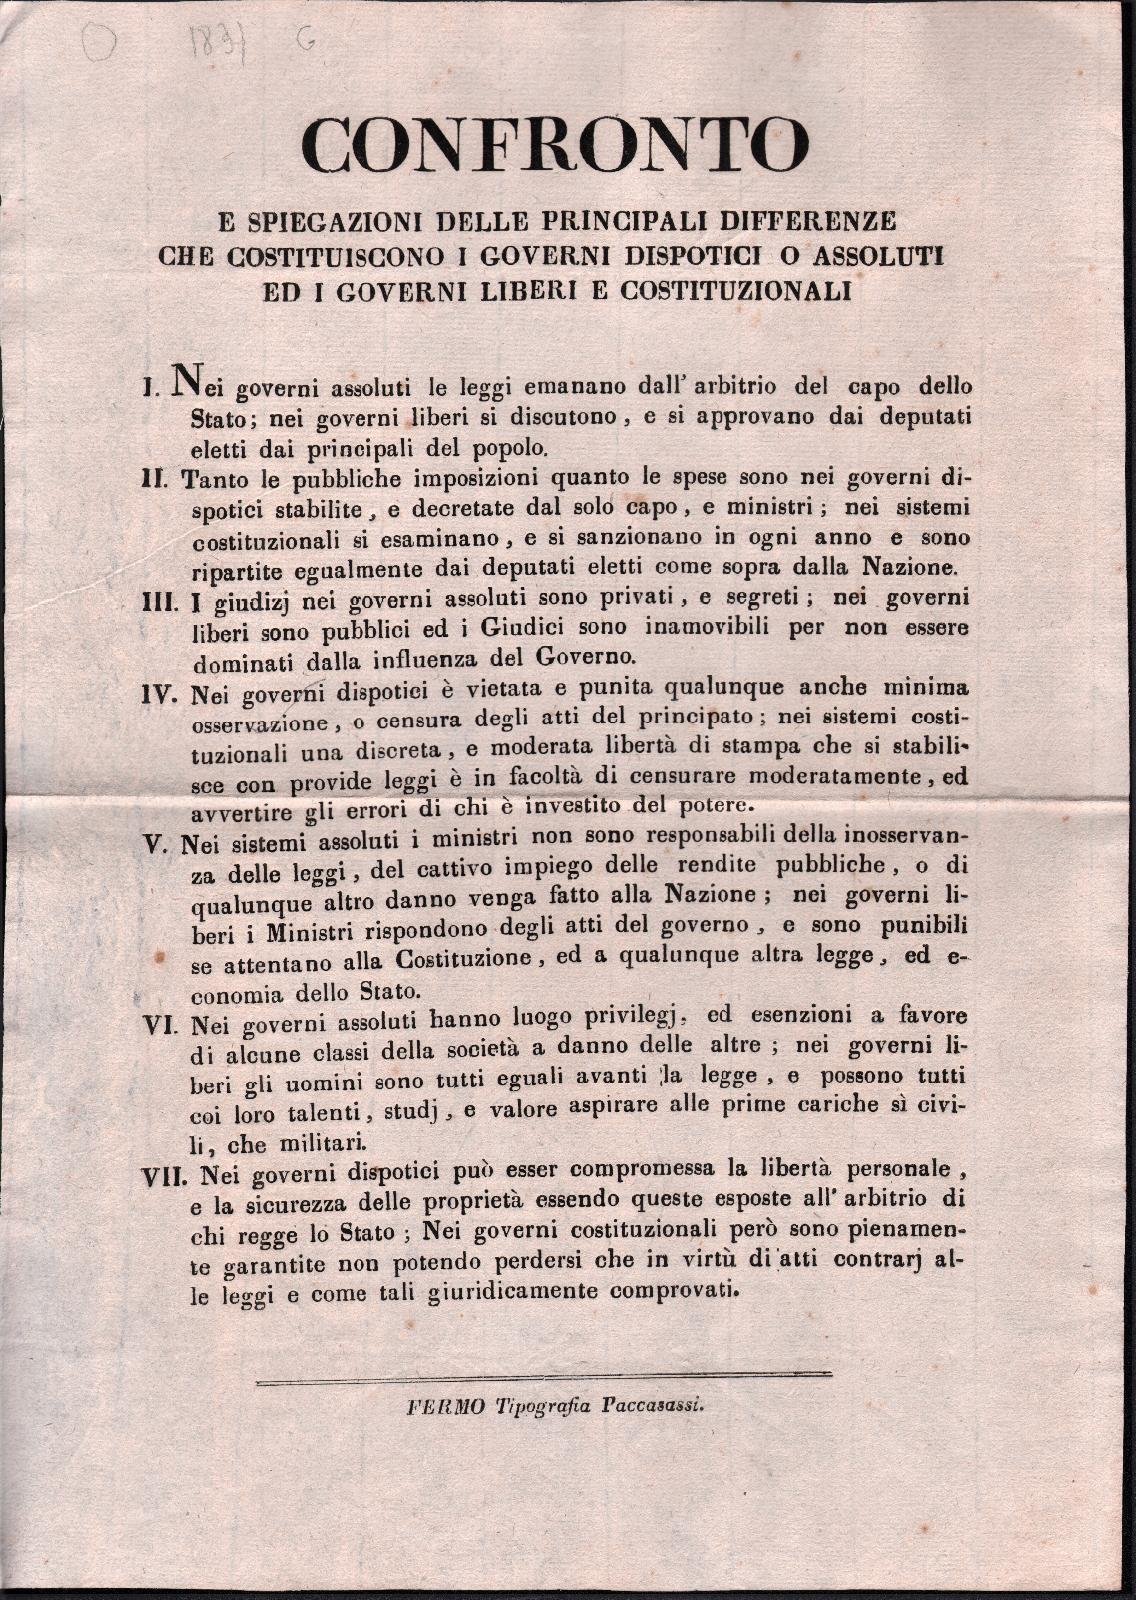 1831 G
CONFRONTO
E SPIEGAZIONI DELLE PRINCIPALI DIFFERENZE
CHE COSTITUISCONO I GOVERNI DISPOTICI O ASSOLUTI
ED I GOVERNI LIBERI E COSTITUZIONALI
I. Nei governi assoluti le leggi emanano dall' arbitrio del capo dello
Stato; nei governi liberi si discutono, e si approvano dai deputati
eletti dai principali del popolo.
II. Tanto le pubbliche imposizioni quanto le spese sono nei governi di-
spotici stabilite, e decretate dal solo capo, e ministri; nei sistemi
costituzionali si esaminano, e si sanzionano in ogni anno e sono
ripartite egualmente dai deputati eletti come sopra dalla Nazione.
III. I giudizj nei governi assoluti sono privati, e segreti; nei governi
liberi sono pubblici ed i Giudici sono inamovibili per non essere
dominati dalla influenza del Governo.
IV. Nei governi dispotici è vietata e punita qualunque anche minima
osservazione, o censura degli atti del principato; nei sistemi costi-
tuzionali una discreta, e moderata libertà di stampa che si stabili-
sce con provide leggi è in facoltà di censurare moderatamente, ed
avvertire gli errori di chi è investito del potere.
V. Nei sistemi assoluti i ministri non sono responsabili della inosservan-
za delle leggi, del cattivo impiego delle rendite pubbliche, o di
qualunque altro danno venga fatto alla Nazione; nei governi li-
beri i Ministri rispondono degli atti del governo, e sono punibili
se attentano alla Costituzione, ed a qualunque altra legge, ed e-
conomia dello Stato.
VI. Nei governi assoluti hanno luogo privilegj, ed esenzioni a favore
di alcune classi della società a danno delle altre; nei governi li-
beri gli uomini sono tutti eguali avanti la legge, e possono tutti
coi loro talenti, studj, e valore aspirare alle prime cariche sì civi-
li, che militari.
VII. Nei governi dispotici può esser compromessa la libertà personale,
e la sicurezza delle proprietà essendo queste esposte all' arbitrio di
chi regge lo Stato; Nei governi costituzionali però sono pienamen-
te garantite non potendo perdersi che in virtù di atti contrarj al-
le leggi e come tali giuridicamente comprovati.
FERMO Tipografia Paccasassi.